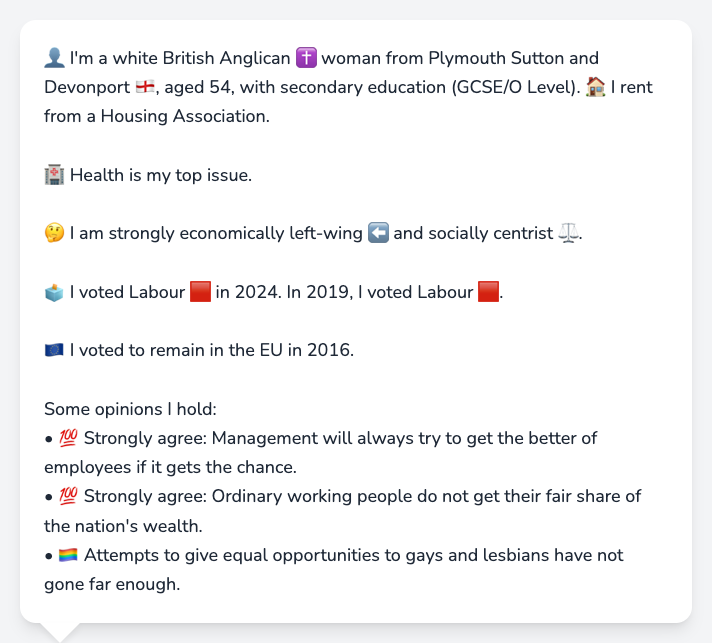 👤 I'm a white British Anglican ✝️ woman from Plymouth Sutton and
Devonport 🏴󠁧󠁢󠁥󠁮󠁧󠁿, aged 54, with secondary education (GCSE/O Level). 🏠 I rent
from a Housing Association.
🏥 Health is my top issue.
🤔 I am strongly economically left-wing ⬅️ and socially centrist ⚖️.
🗳️ I voted Labour 🟥 in 2024. In 2019, I voted Labour 🟥.
🇪🇺 I voted to remain in the EU in 2016.
Some opinions I hold:
• 💯 Strongly agree: Management will always try to get the better of
employees if it gets the chance.
• 💯 Strongly agree: Ordinary working people do not get their fair share of
the nation's wealth.
• 🏳️‍🌈 Attempts to give equal opportunities to gays and lesbians have not
gone far enough.